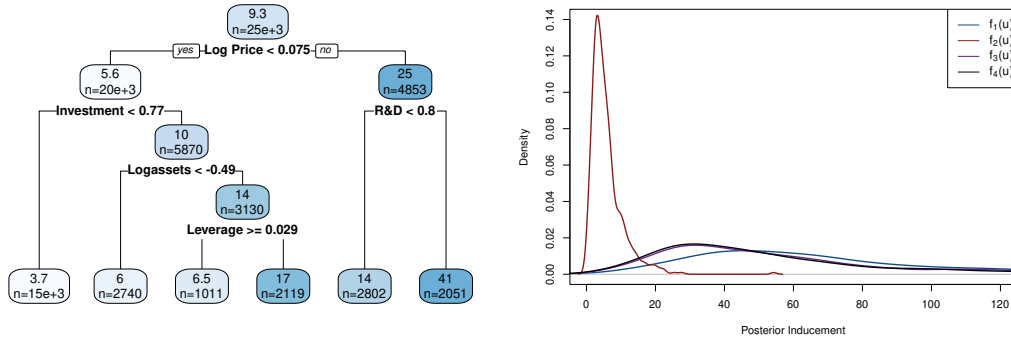 9.3
n=25e+3
yes Log Price < 0.075 no
5.6
n=20e+3
25
n=4853
Investment < 0.77
R&D < 0.8
10
n=5870
Logassets < -0.49
14
n=3130
Leverage >= 0.029
3.7
n=15e+3
6
n=2740
6.5
n=1011
17
n=2119
14
n=2802
41
n=2051
Density
0.14
0.12
0.10
0.08
0.06
0.04
0.02
0.00
0 20 40 60 80 100 120
Posterior Inducement
f₁(u)
f₂(u)
f₃(u)
f₄(u)